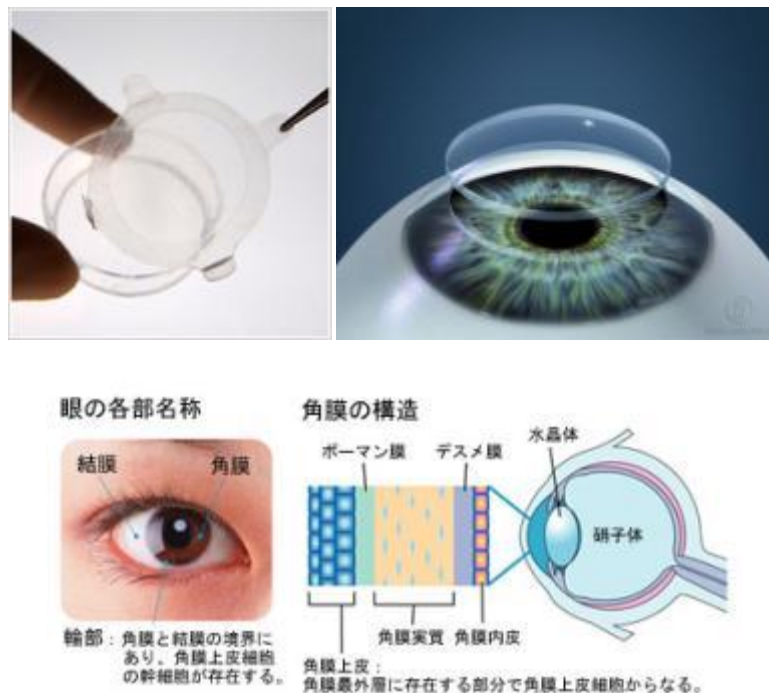 眼の各部名称
結膜
角膜
輪部：角膜と結膜の境界に
あり、角膜上皮細胞
の幹細胞が存在する。
角膜の構造
ボーマン膜
デスメ膜
水晶体
硝子体
角膜実質
角膜内皮
角膜上皮：
角膜最外層に存在する部分で角膜上皮細胞からなる。